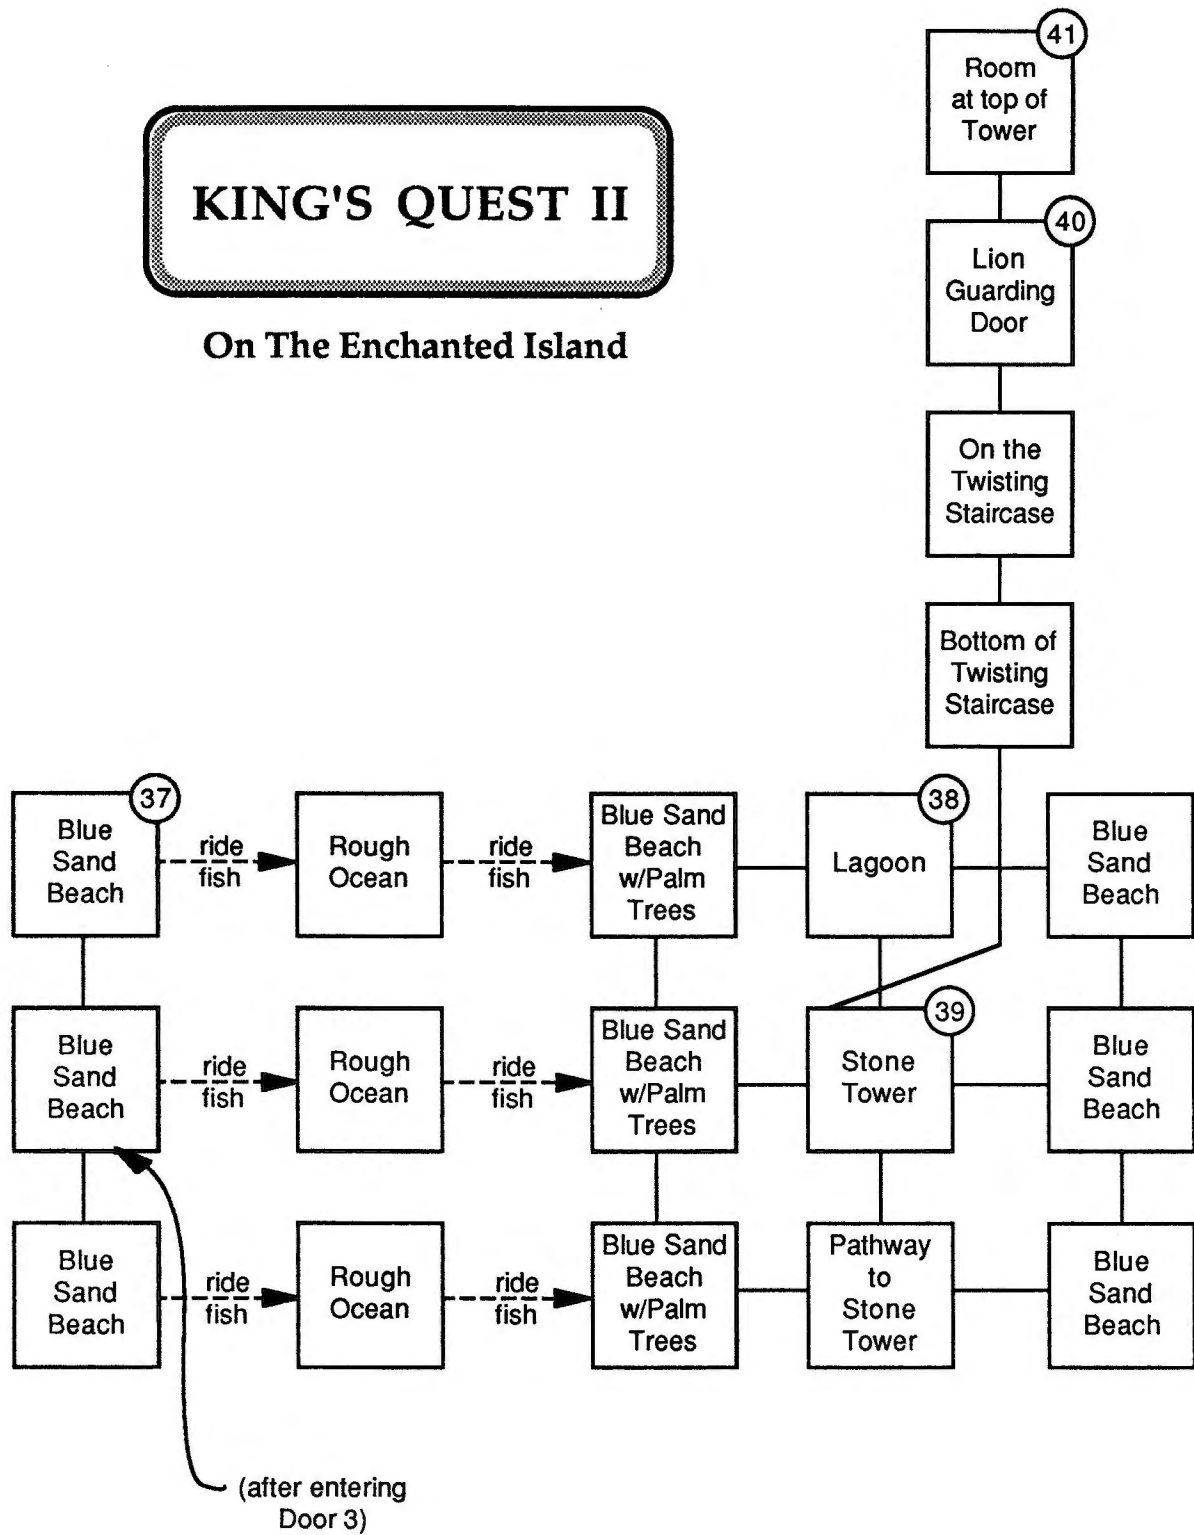 41
Room
at top of
Tower
KING'S QUEST II
40
Lion
Guarding
Door
On The Enchanted Island
On the
Twisting
Staircase
Bottom of
Twisting
Staircase
37
Blue
Sand
Beach
ride
fish
Rough
Ocean
ride
fish
Blue Sand
Beach
w/Palm
Trees
38
Lagoon
Blue
Sand
Beach
Blue
Sand
Beach
ride
fish
Rough
Ocean
ride
fish
Blue Sand
Beach
w/Palm
Trees
39
Stone
Tower
Blue
Sand
Beach
Blue
Sand
Beach
ride
fish
Rough
Ocean
ride
fish
Blue Sand
Beach
w/Palm
Trees
Pathway
to
Stone
Tower
Blue
Sand
Beach
(after entering
Door 3)